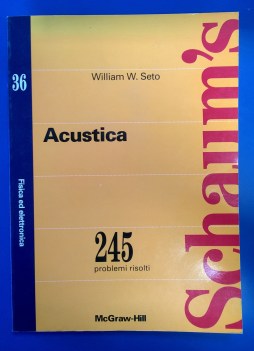 36
William W. Seto
Schaum's
Acustica
Fisica ed elettronica
245
problemi risolti
McGraw-Hill